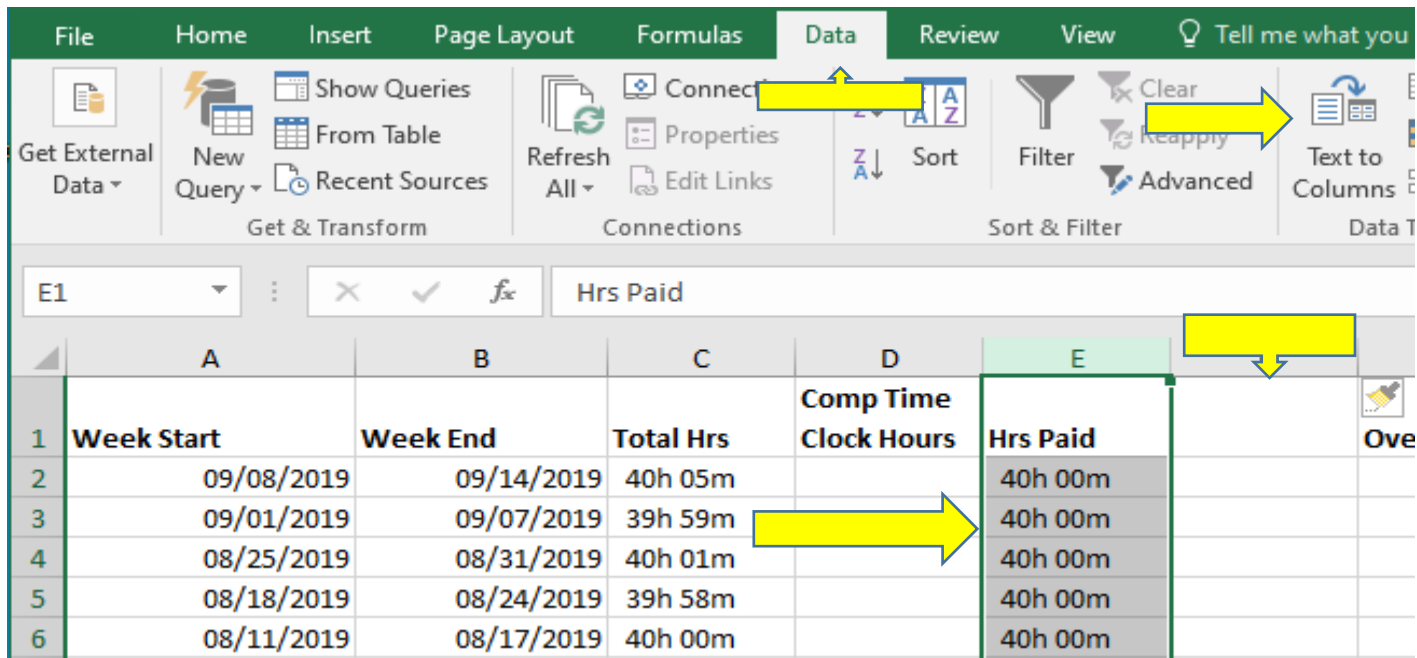 File Home Insert Page Layout Formulas Data Review View Tell me what you
Get External Data
New Query
Show Queries
From Table
Recent Sources
Get & Transform
Refresh All
Properties
Edit Links
Connections
Sort
Filter
Clear
Reapply
Advanced
Sort & Filter
Text to Columns
Data
E1 fx Hrs Paid
A B C D E
1 Week Start Week End Total Hrs Comp Time Clock Hours Hrs Paid
2 09/08/2019 09/14/2019 40h 05m 40h 00m
3 09/01/2019 09/07/2019 39h 59m 40h 00m
4 08/25/2019 08/31/2019 40h 01m 40h 00m
5 08/18/2019 08/24/2019 39h 58m 40h 00m
6 08/11/2019 08/17/2019 40h 00m 40h 00m